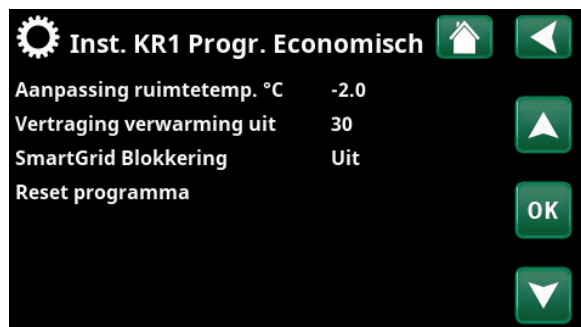 Inst. KR1 Progr. Economisch
Aanpassing ruimtetemp. °C -2.0
Vertraging verwarming uit 30
SmartGrid Blokkering Uit
Reset programma
OK